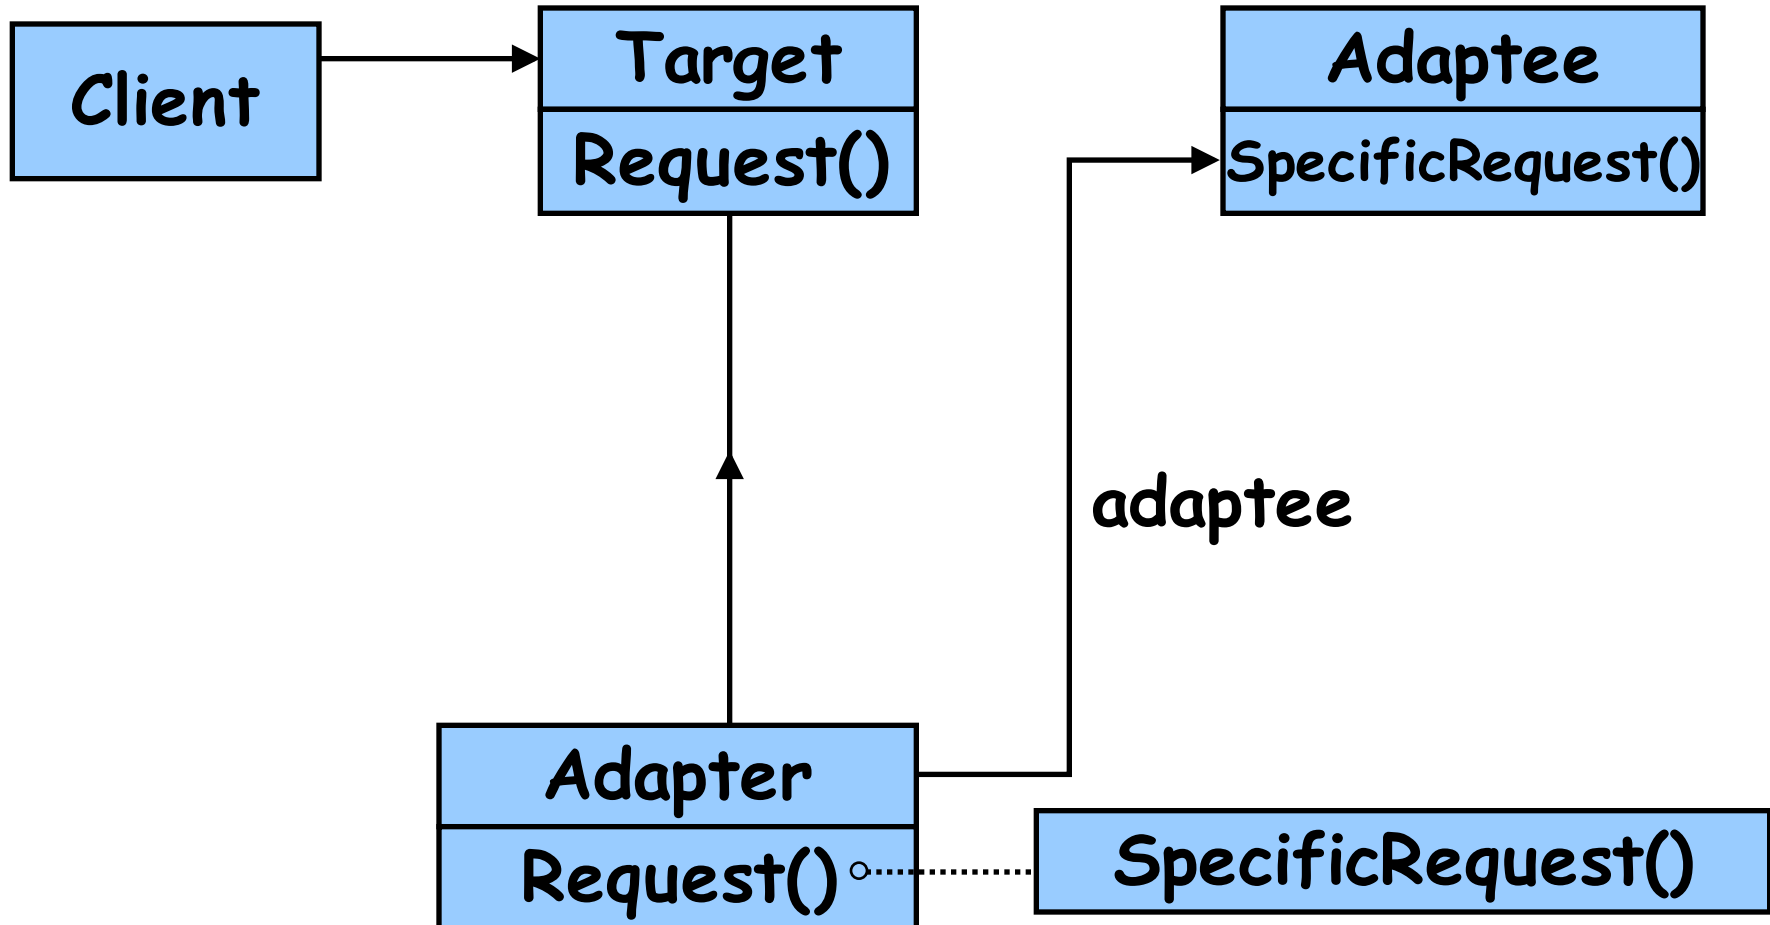 Client
Target
Request()
Adaptee
SpecificRequest()
adaptee
Adapter
Request()
SpecificRequest()